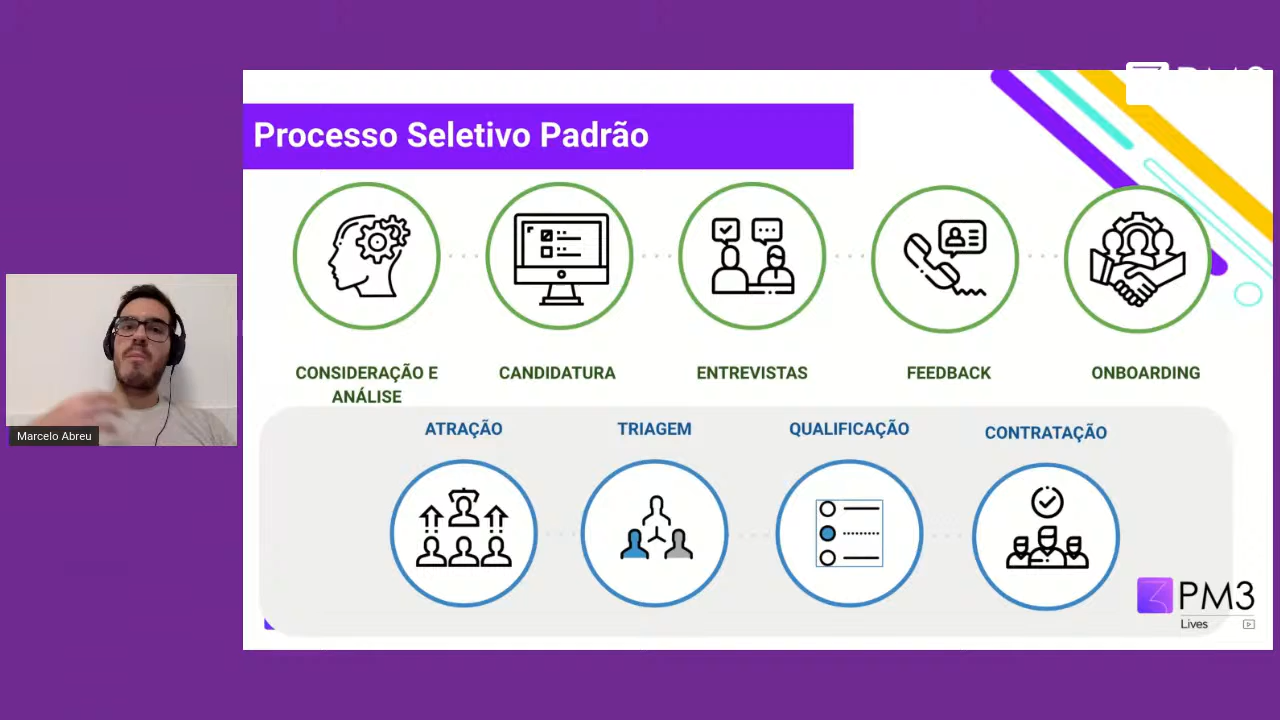 Processo Seletivo Padrão
CONSIDERAÇÃO E
ANÁLISE
CANDIDATURA
ENTREVISTAS
FEEDBACK
ONBOARDING
ATRAÇÃO
TRIAGEM
QUALIFICAÇÃO
CONTRATAÇÃO
Marcelo Abreu
PM3
Lives